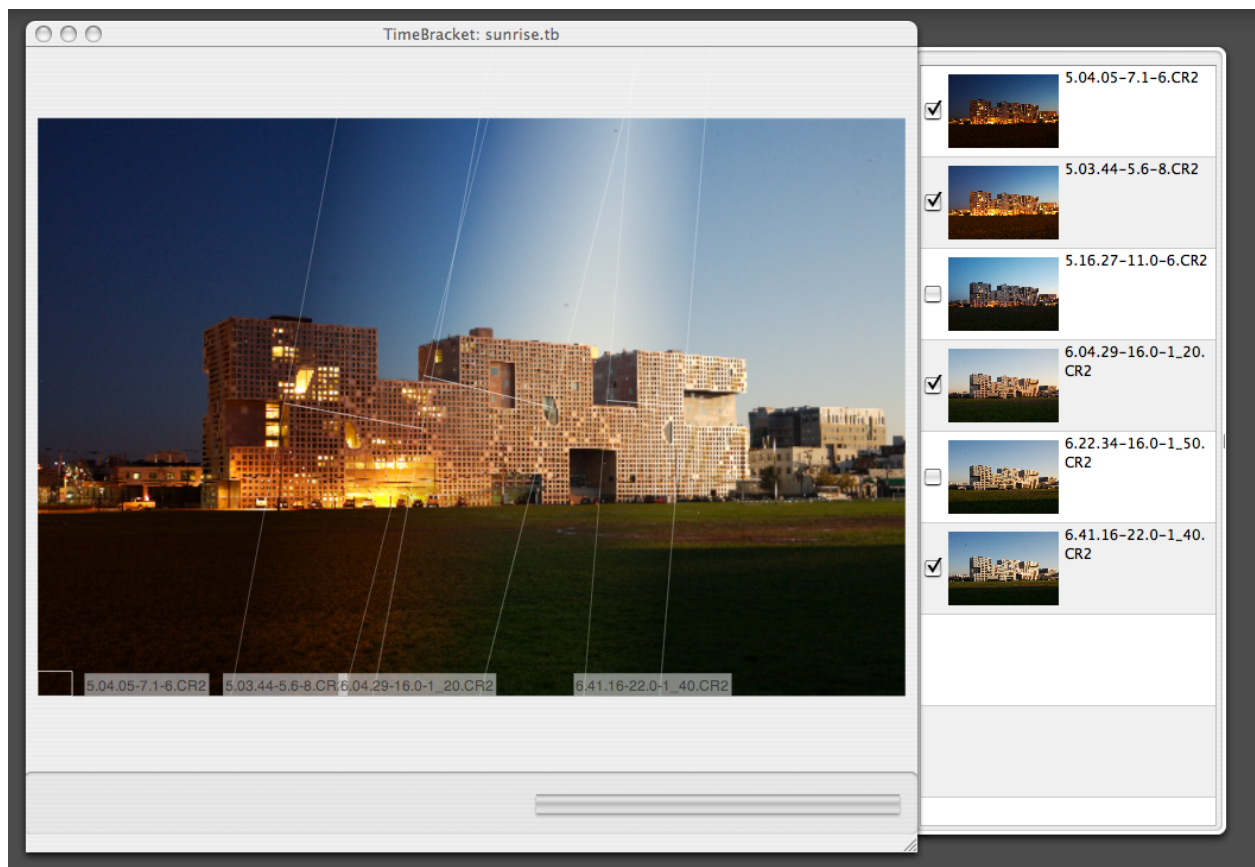 TimeBracket: sunrise.tb
5.04.05-7.1-6.CR2
5.03.44-5.6-8.CR2
5.16.27-11.0-6.CR2
6.04.29-16.0-1_20.
CR2
6.22.34-16.0-1_50.
CR2
6.41.16-22.0-1_40.
CR2
5.04.05-7.1-6.CR2
5.03.44-5.6-8.CR
6.04.29-16.0-1_20.CR2
6.41.16-22.0-1_40.CR2